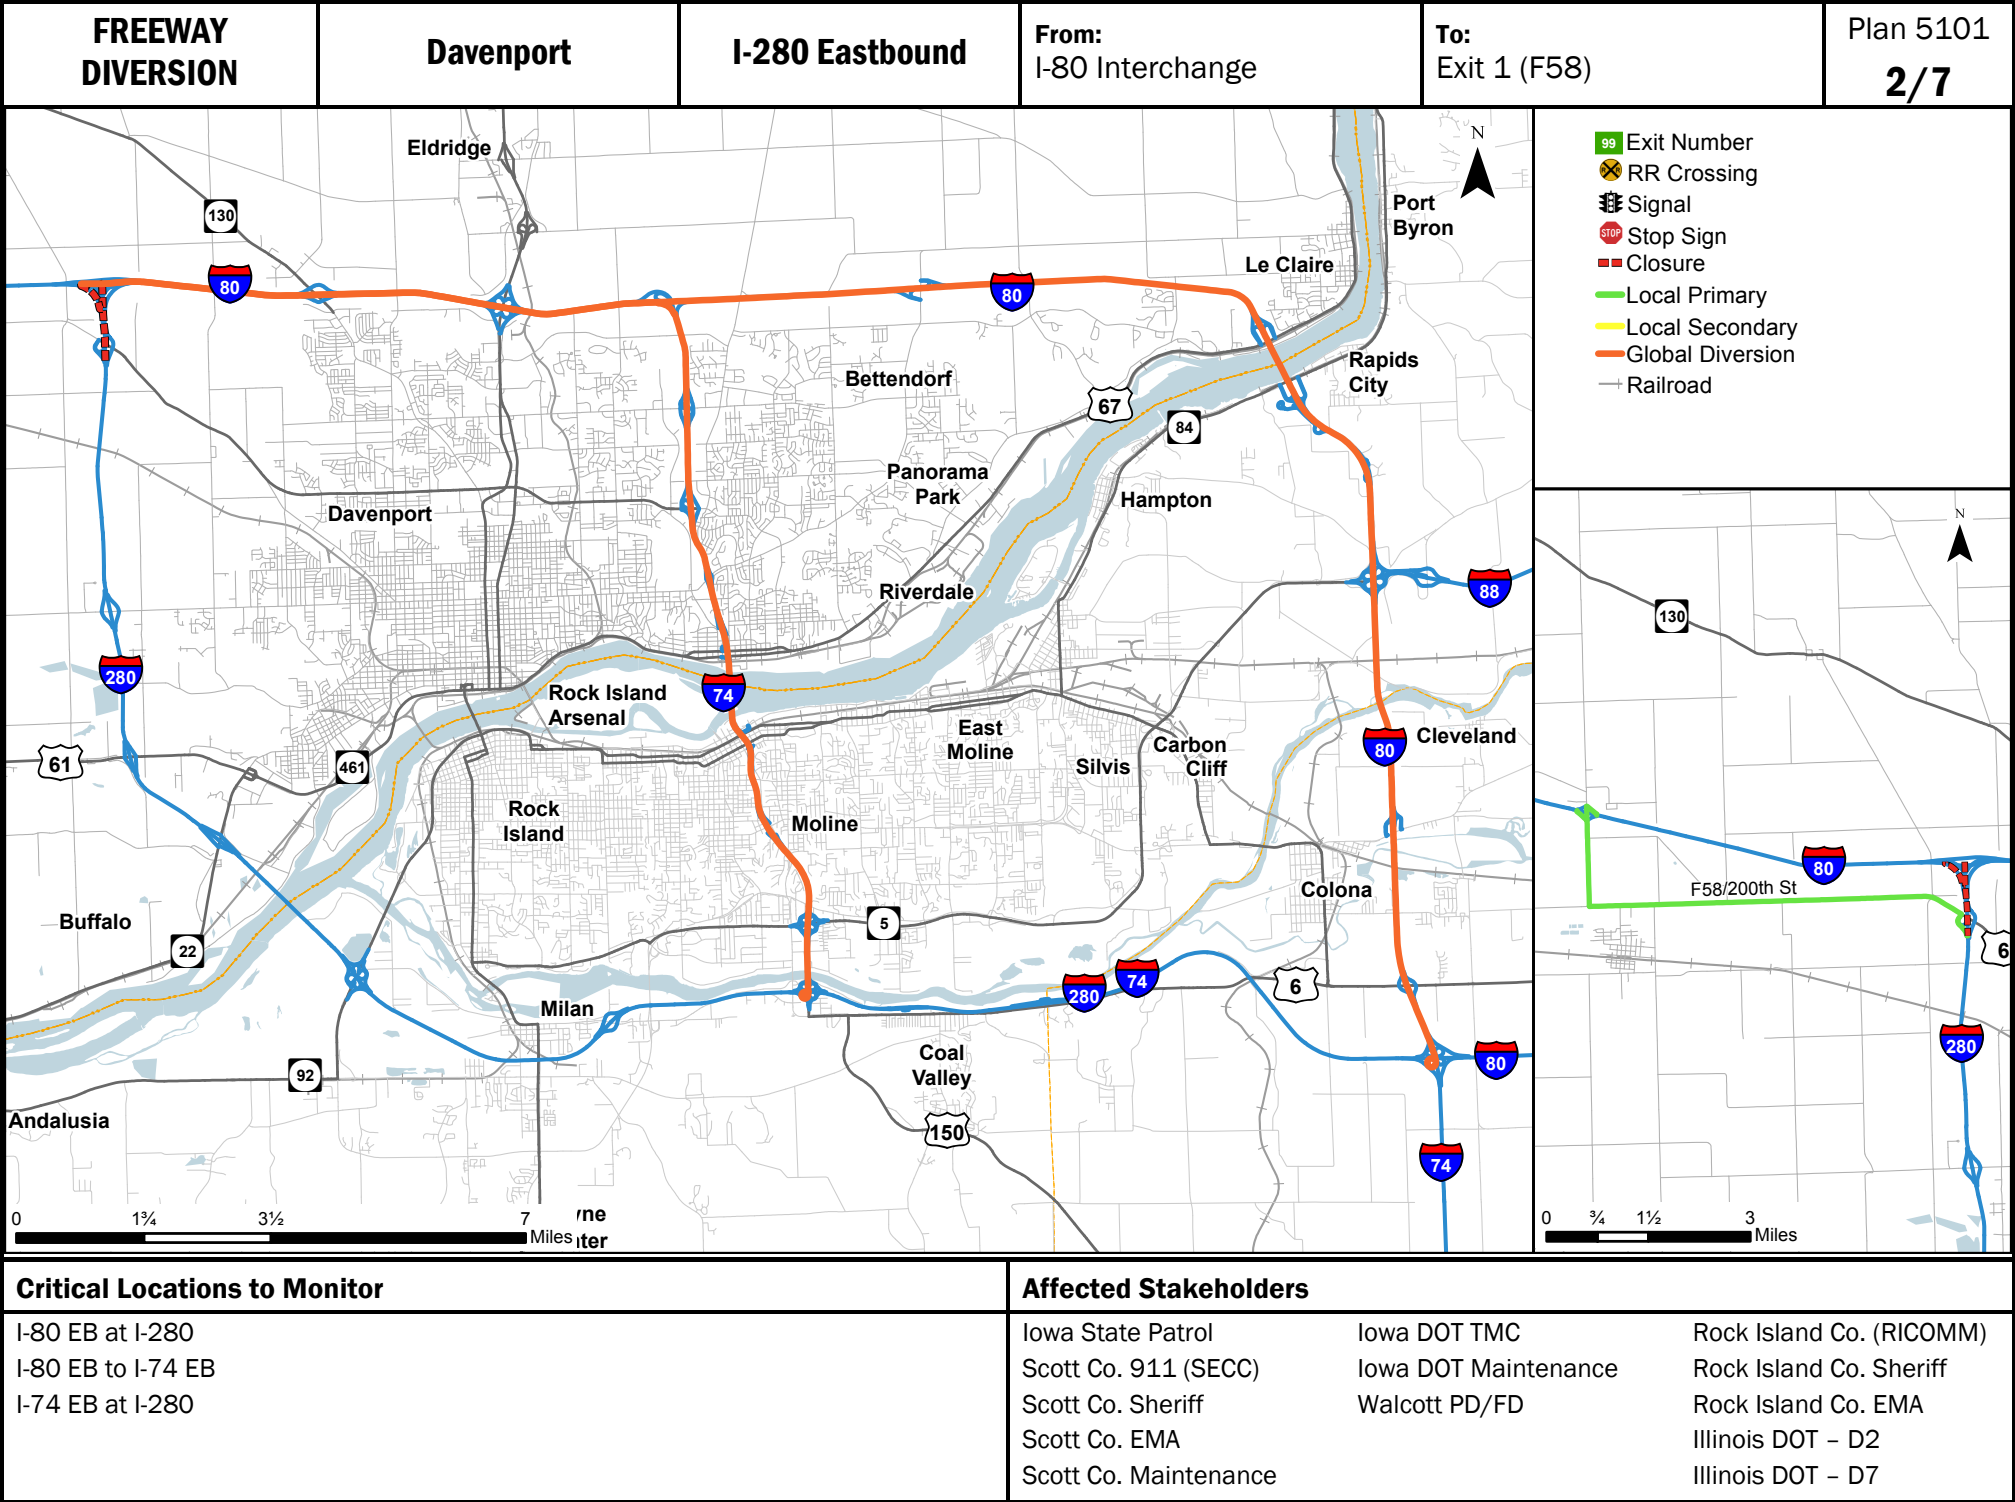 FREEWAY
DIVERSION
Davenport
I-280 Eastbound
From:
I-80 Interchange
To:
Exit 1 (F58)
Plan 5101
2/7
Eldridge
N
130
Port
Byron
Le Claire
80
80
Rapids
City
Bettendorf
67
84
Panorama
Park
Hampton
Davenport
Riverdale
88
280
Rock Island
Arsenal
74
East
Moline
Cleveland
80
Carbon
Cliff
61
461
Silvis
Rock
Island
Moline
Colona
Buffalo
5
22
74
280
6
Milan
Coal
Valley
80
92
Andalusia
150
74
0 1¾ 3½ 7
Miles
yne
ter
99 Exit Number
RR Crossing
Signal
STOP Stop Sign
Closure
Local Primary
Local Secondary
Global Diversion
Railroad
N
130
80
F58/200th St
6
280
0 ¾ 1½ 3
Miles
Critical Locations to Monitor
I-80 EB at I-280
I-80 EB to I-74 EB
I-74 EB at I-280
Affected Stakeholders
Iowa State Patrol
Scott Co. 911 (SECC)
Scott Co. Sheriff
Scott Co. EMA
Scott Co. Maintenance
Iowa DOT TMC
Iowa DOT Maintenance
Walcott PD/FD
Rock Island Co. (RICOMM)
Rock Island Co. Sheriff
Rock Island Co. EMA
Illinois DOT – D2
Illinois DOT – D7